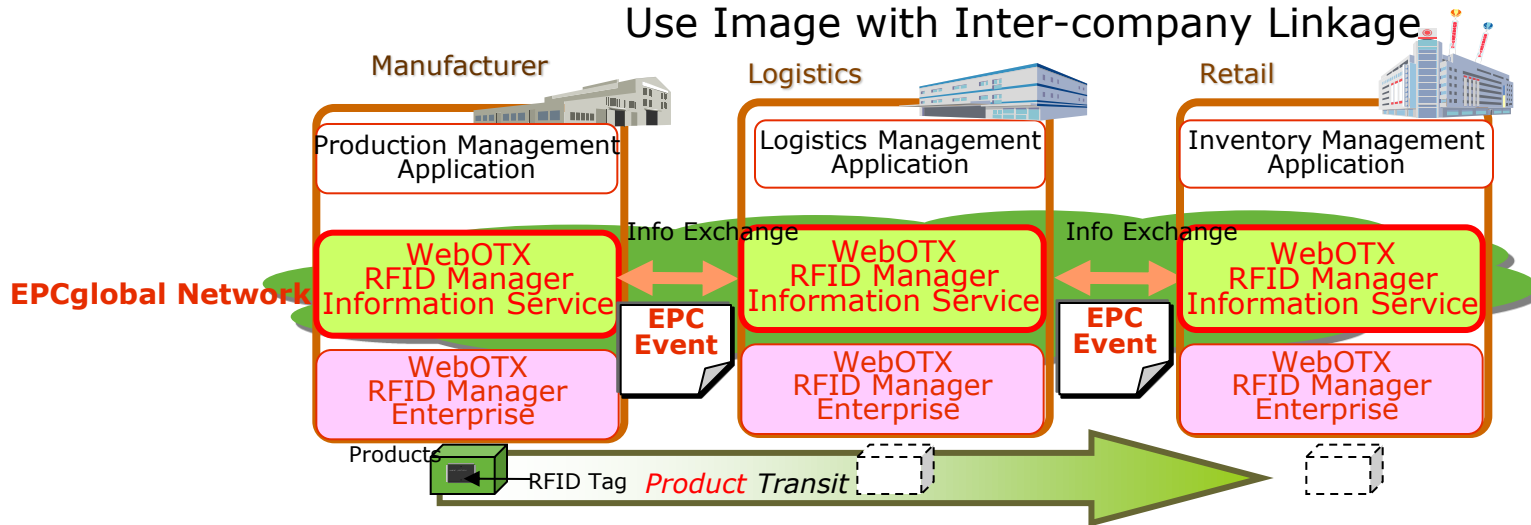 Use Image with Inter-company Linkage
Manufacturer
Logistics
Retail
Production Management
Application
Logistics Management
Application
Inventory Management
Application
Info Exchange
Info Exchange
EPCglobal Network
WebOTX
RFID Manager
Information Service
WebOTX
RFID Manager
Information Service
WebOTX
RFID Manager
Information Service
EPC
Event
EPC
Event
WebOTX
RFID Manager
Enterprise
WebOTX
RFID Manager
Enterprise
WebOTX
RFID Manager
Enterprise
Products
RFID Tag
Product Transit